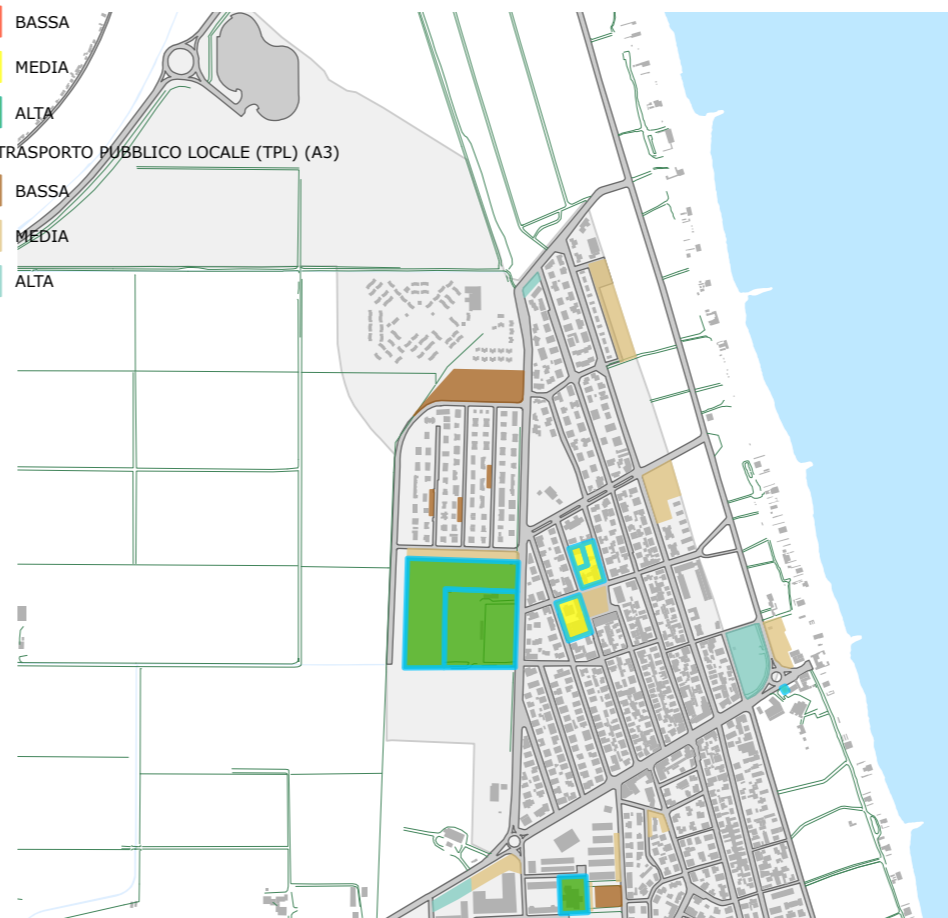 BASSA
MEDIA
ALTA
TRASPORTO PUBBLICO LOCALE (TPL) (A3)
BASSA
MEDIA
ALTA